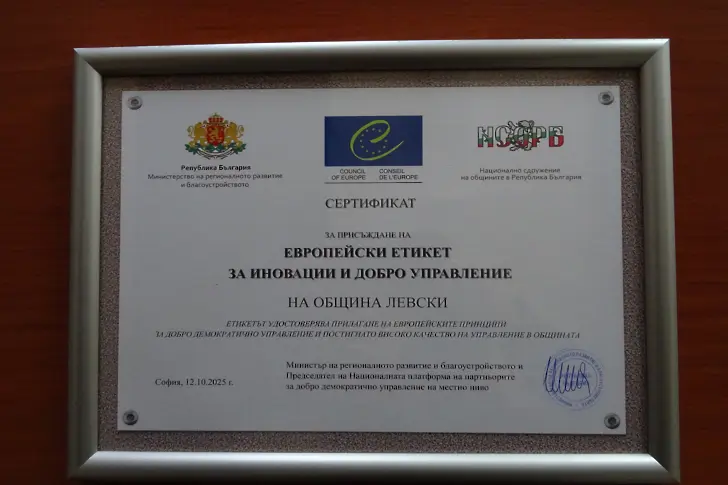 НСОРБ
Република България
Министерство на регионалното развитие
и благоустройството
COUNCIL CONSEIL
OF EUROPE DE L'EUROPE
Национално сдружение
на общините в Република България
СЕРТИФИКАТ
ЗА ПРИСЪЖДАНЕ НА
ЕВРОПЕЙСКИ ЕТИКЕТ
ЗА ИНОВАЦИИ И ДОБРО УПРАВЛЕНИЕ
НА ОБЩИНА ЛЕВСКИ
ЕТИКЕТЪТ УДОСТОВЕРЯВА ПРИЛАГАНЕ НА ЕВРОПЕЙСКИТЕ ПРИНЦИПИ
ЗА ДОБРО ДЕМОКРАТИЧНО УПРАВЛЕНИЕ И ПОСТИГНАТО ВИСОКО КАЧЕСТВО НА УПРАВЛЕНИЕ В ОБЩИНАТА
Министър на регионалното развитие и благоустройството и
Председател на Националната платформа на партньорите
за добро демократично управление на местно ниво
София, 12.10.2025 г.